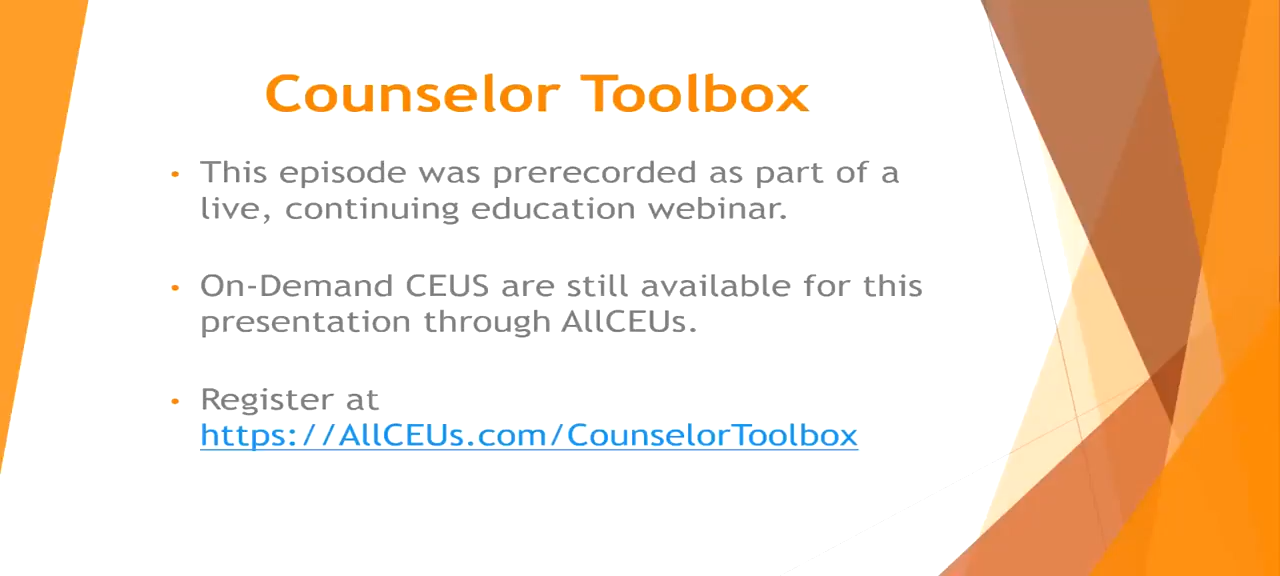 Counselor Toolbox
• This episode was prerecorded as part of a
live, continuing education webinar.
• On-Demand CEUS are still available for this
presentation through AllCEUs.
• Register at
https://AllCEUs.com/CounselorToolbox